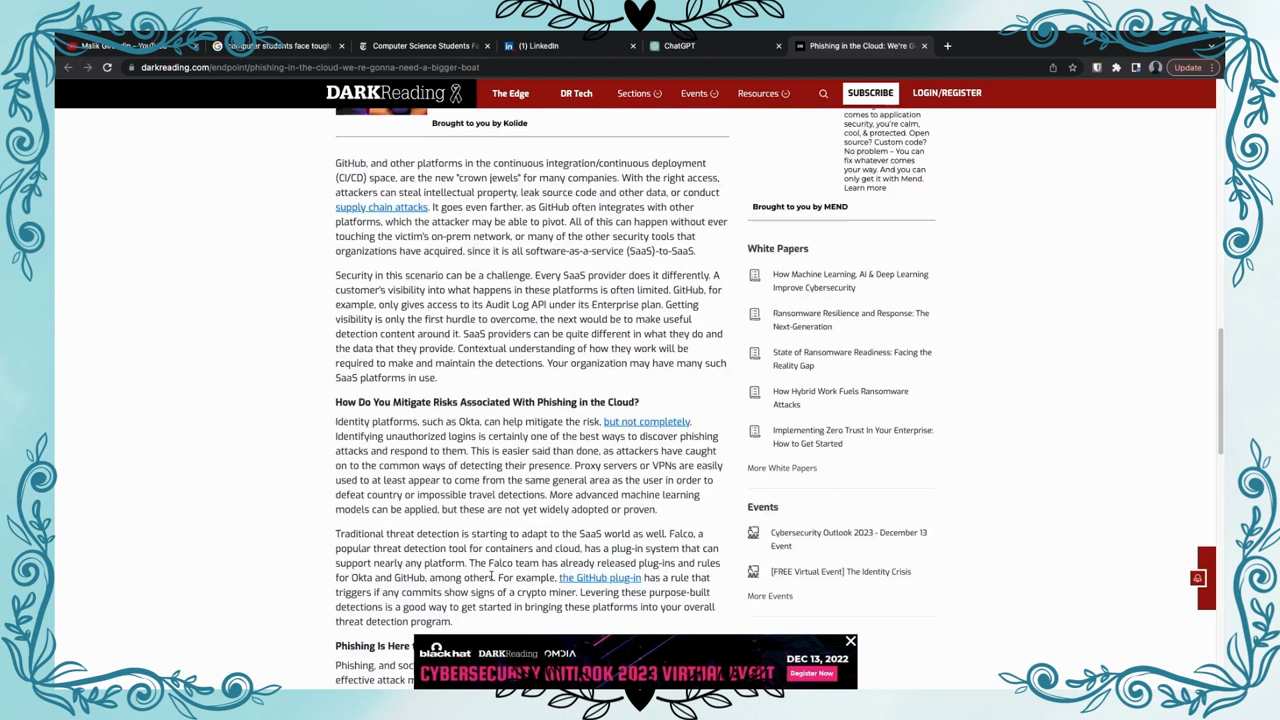 Malik Girondin – YouTube
computer students face tough
Computer Science Students Fa
(1) LinkedIn
ChatGPT
Phishing in the Cloud: We're G
darkreading.com/endpoint/phishing-in-the-cloud-we-re-gonna-need-a-bigger-boat
Update
DARKReading
The Edge
DR Tech
Sections
Events
Resources
SUBSCRIBE
LOGIN/REGISTER
Brought to you by Kolide
GitHub, and other platforms in the continuous integration/continuous deployment
(CI/CD) space, are the new "crown jewels" for many companies. With the right access,
attackers can steal intellectual property, leak source code and other data, or conduct
supply chain attacks. It goes even farther, as GitHub often integrates with other
platforms, which the attacker may be able to pivot. All of this can happen without ever
touching the victim's on-prem network, or many of the other security tools that
organizations have acquired, since it is all software-as-a-service (SaaS)-to-SaaS.
Security in this scenario can be a challenge. Every SaaS provider does it differently. A
customer's visibility into what happens in these platforms is often limited. GitHub, for
example, only gives access to its Audit Log API under its Enterprise plan. Getting
visibility is only the first hurdle to overcome, the next would be to make useful
detection content around it. SaaS providers can be quite different in what they do and
the data that they provide. Contextual understanding of how they work will be
required to make and maintain the detections. Your organization may have many such
SaaS platforms in use.
How Do You Mitigate Risks Associated With Phishing in the Cloud?
Identity platforms, such as Okta, can help mitigate the risk, but not completely.
Identifying unauthorized logins is certainly one of the best ways to discover phishing
attacks and respond to them. This is easier said than done, as attackers have caught
on to the common ways of detecting their presence. Proxy servers or VPNs are easily
used to at least appear to come from the same general area as the user in order to
defeat country or impossible travel detections. More advanced machine learning
models can be applied, but these are not yet widely adopted or proven.
Traditional threat detection is starting to adapt to the SaaS world as well. Falco, a
popular threat detection tool for containers and cloud, has a plug-in system that can
support nearly any platform. The Falco team has already released plug-ins and rules
for Okta and GitHub, among others. For example, the GitHub plug-in has a rule that
triggers if any commits show signs of a crypto miner. Levering these purpose-built
detections is a good way to get started in bringing these platforms into your overall
threat detection program.
Phishing Is Here
Phishing, and soc
effective attack m
comes to application
security, you're calm,
cool, & protected. Open
source? Custom code?
No problem – You can
fix whatever comes
your way. And you can
only get it with Mend.
Learn more
Brought to you by MEND
White Papers
How Machine Learning, AI & Deep Learning
Improve Cybersecurity
Ransomware Resilience and Response: The
Next-Generation
State of Ransomware Readiness: Facing the
Reality Gap
How Hybrid Work Fuels Ransomware
Attacks
Implementing Zero Trust In Your Enterprise:
How to Get Started
More White Papers
Events
Cybersecurity Outlook 2023 - December 13
Event
[FREE Virtual Event] The Identity Crisis
More Events
black hat DARKReading OMDIA
CYBERSECURITY OUTLOOK 2023 VIRTUAL EVENT
DEC 13, 2022
Register Now